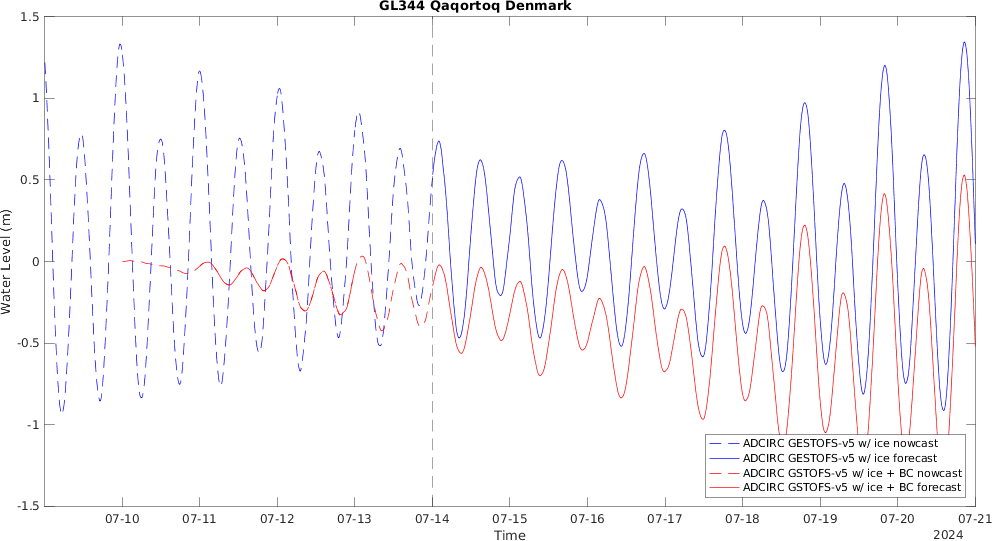 GL344 Qaqortoq Denmark
Water Level (m)
1.5
1
0.5
0
-0.5
-1
-1.5
ADCIRC GESTOFS-v5 w/ ice nowcast
ADCIRC GESTOFS-v5 w/ ice forecast
ADCIRC GSTOFS-v5 w/ ice + BC nowcast
ADCIRC GSTOFS-v5 w/ ice + BC forecast
07-10 07-11 07-12 07-13 07-14 07-15 07-16 07-17 07-18 07-19 07-20 07-21
Time
2024